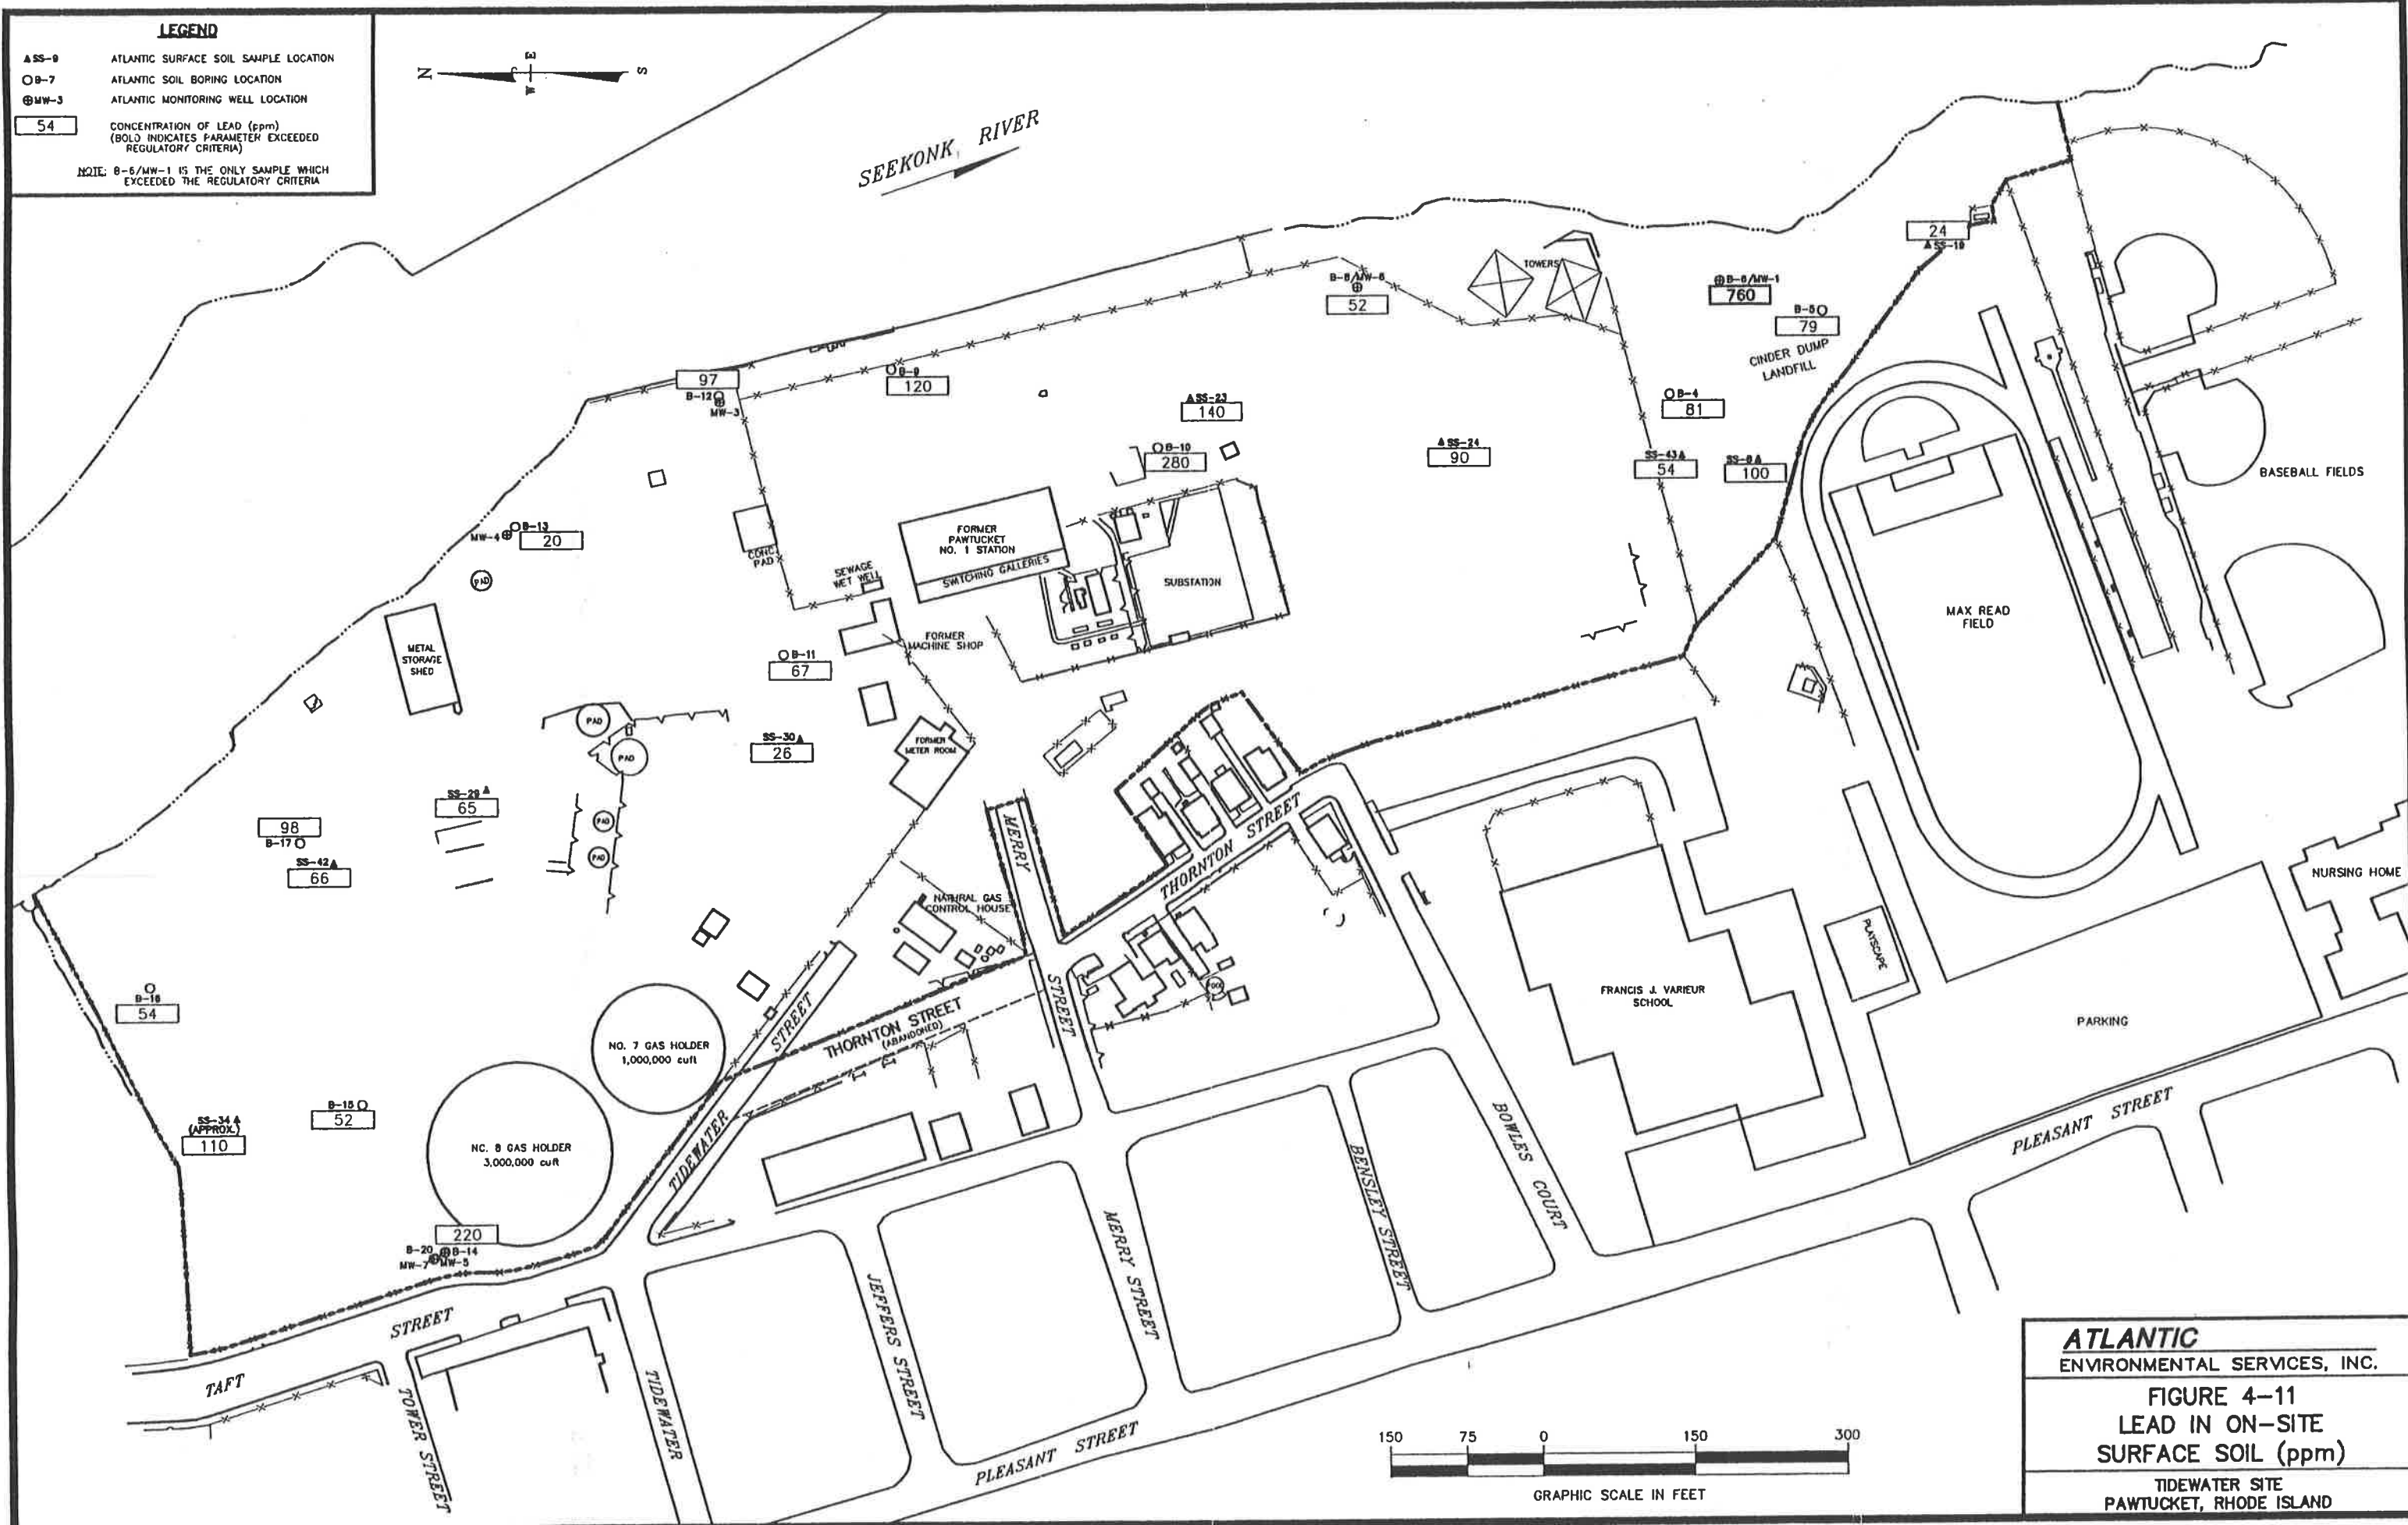 LEGEND
▲SS-9 ATLANTIC SURFACE SOIL SAMPLE LOCATION
B-7 ATLANTIC SOIL BORING LOCATION
MW-3 ATLANTIC MONITORING WELL LOCATION
54 CONCENTRATION OF LEAD (ppm)
(BOLD INDICATES PARAMETER EXCEEDED
REGULATORY CRITERIA)
NOTE: B-6/MW-1 IS THE ONLY SAMPLE WHICH
EXCEEDED THE REGULATORY CRITERIA
N
E
W
S
SEEKONK RIVER
24
SS-19
TOWERS
B-8/MW-6
52
B-6/MW-1
760
B-5
79
CINDER DUMP
LANDFILL
97
B-12
MW-3
B-9
120
SS-23
140
B-4
81
B-10
280
SS-24
90
SS-43
54
SS-8
100
BASEBALL FIELDS
B-13
MW-4
20
PAD
CONC.
PAD
FORMER
PAWTUCKET
NO. 1 STATION
SWITCHING GALLERIES
SEWAGE
WET WELL
SUBSTATION
MAX READ
FIELD
METAL
STORAGE
SHED
FORMER
MACHINE SHOP
B-11
67
PAD
PAD
SS-30
26
FORMER
METER ROOM
SS-29
65
PAD
PAD
98
B-17
SS-42
66
MERRY
STREET
THORNTON STREET
NATURAL GAS
CONTROL HOUSE
NURSING HOME
PLAYSCAPE
POOL
FRANCIS J. VARIEUR
SCHOOL
PARKING
B-16
54
NO. 7 GAS HOLDER
1,000,000 cuft
THORNTON STREET
(ABANDONED)
TIDEWATER STREET
SS-34
(APPROX.)
110
B-15
52
NO. 8 GAS HOLDER
3,000,000 cuft
220
B-20 B-14
MW-7 MW-5
BOWLES COURT
BENSLEY STREET
MERRY STREET
JEFFERS STREET
PLEASANT STREET
TAFT STREET
TOWER STREET
TIDEWATER
PLEASANT STREET
150 75 0 150 300
GRAPHIC SCALE IN FEET
ATLANTIC
ENVIRONMENTAL SERVICES, INC.
FIGURE 4-11
LEAD IN ON-SITE
SURFACE SOIL (ppm)
TIDEWATER SITE
PAWTUCKET, RHODE ISLAND